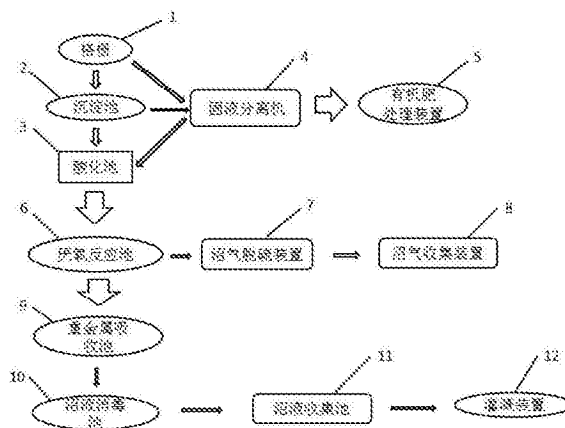 1
格栅
2
4
5
沉淀池
固液分离机
有机肥
处理装置
3
酸化池
6
7
8
厌氧反应池
沼气脱硫装置
沼气收集装置
9
重金属吸
收池
10
11
12
沼液消毒
池
沼液收集池
灌溉装置